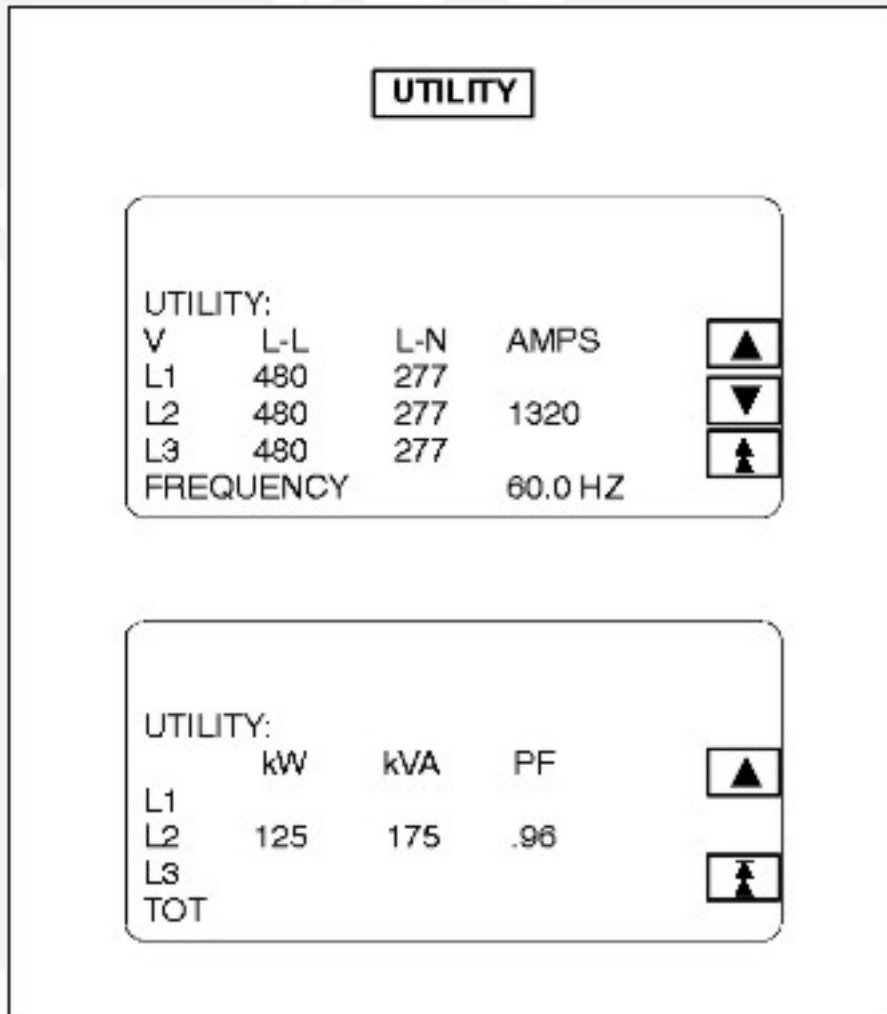 UTILITY
UTILITY:
V L-L L-N AMPS
L1 480 277
L2 480 277 1320
L3 480 277
FREQUENCY 60.0 HZ
UTILITY:
kW kVA PF
L1
L2 125 175 .96
L3
TOT